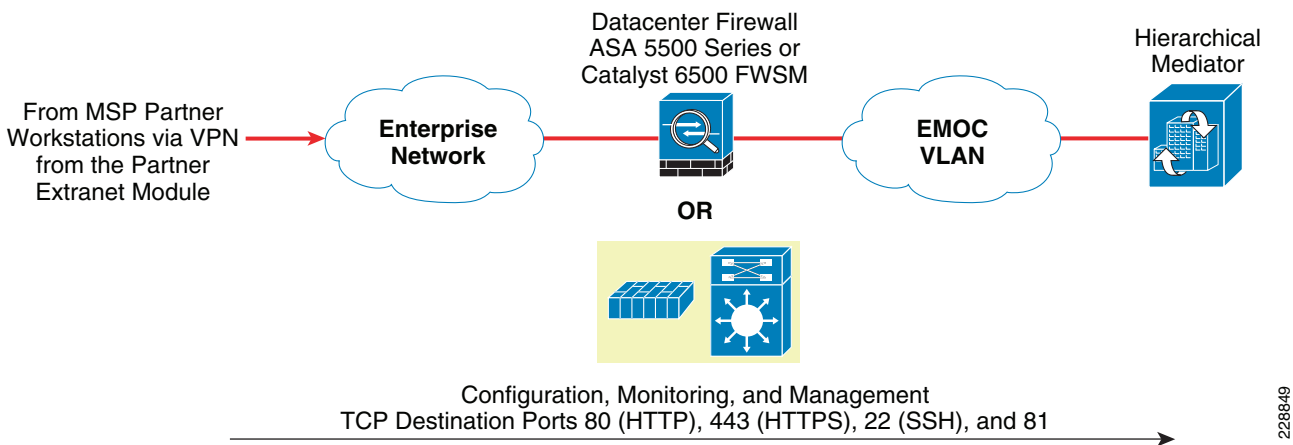 Datacenter Firewall
ASA 5500 Series or
Catalyst 6500 FWSM
Hierarchical
Mediator
From MSP Partner
Workstations via VPN
from the Partner
Extranet Module
Enterprise
Network
EMOC
VLAN
OR
Configuration, Monitoring, and Management
TCP Destination Ports 80 (HTTP), 443 (HTTPS), 22 (SSH), and 81
228849